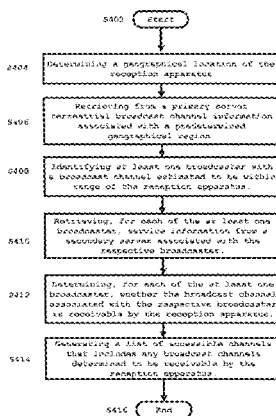 S402
Start
S404
Determining a geographical location of the
reception apparatus
S406
Retrieving from a primary server
terrestrial broadcast channel information
associated with a predetermined
geographical region
S408
Identifying at least one broadcaster with
a broadcast channel estimated to be within
range of the reception apparatus.
S410
Retrieving, for each of the at least one
broadcaster, service information from a
secondary server associated with the
respective broadcaster.
S412
Determining, for each of the at least one
broadcaster, whether the broadcast channel
associated with the respective broadcaster
is receivable by the reception apparatus.
S414
Generating a list of accessible channels
that includes any broadcast channels
determined to be receivable by the
reception apparatus.
S416
End